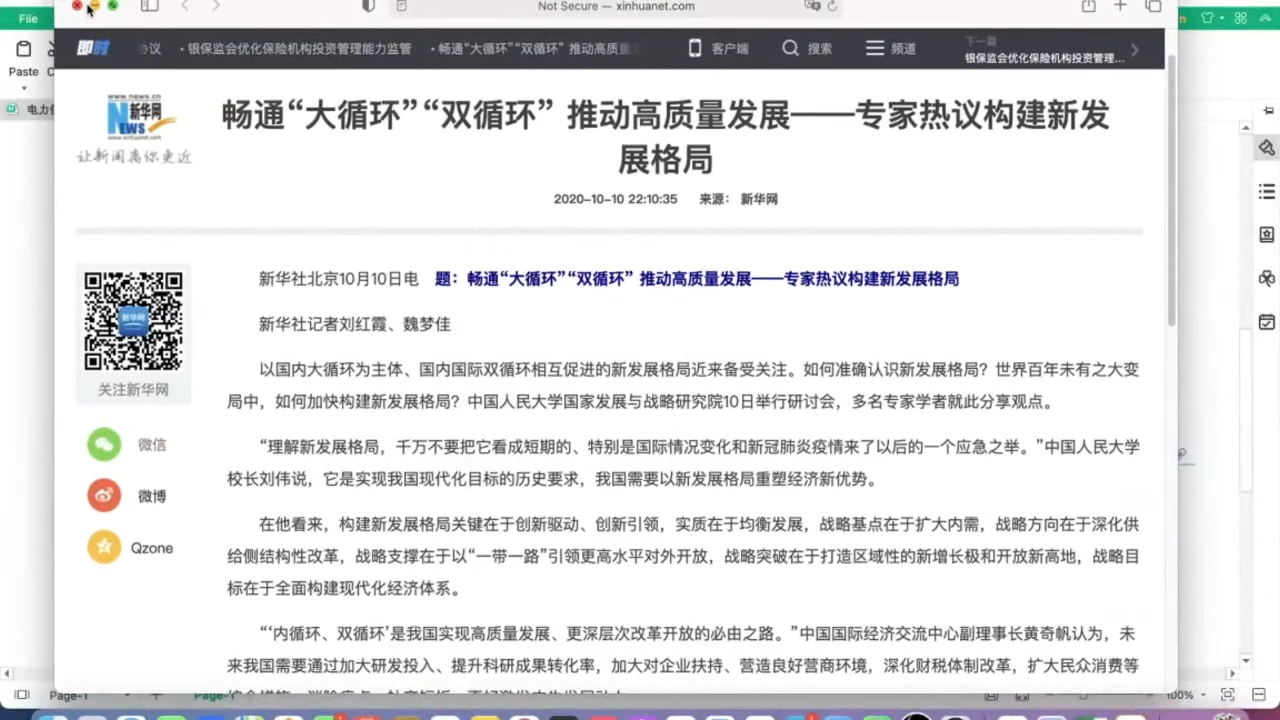 File
Not Secure — xinhuanet.com
Paste
即时
协议
·银保监会优化保险机构投资管理能力监管
·畅通“大循环”“双循环” 推动高质量
客户端
搜索
频道
下一篇
银保监会优化保险机构投资管理...
www.news.cn
NEWS 新华网
www.xinhuanet.com
让新闻离你更近
畅通“大循环”“双循环” 推动高质量发展——专家热议构建新发
展格局
2020-10-10 22:10:35 来源： 新华网
新华社北京10月10日电 题：畅通“大循环”“双循环” 推动高质量发展——专家热议构建新发展格局
新华社记者刘红霞、魏梦佳
以国内大循环为主体、国内国际双循环相互促进的新发展格局近来备受关注。如何准确认识新发展格局？世界百年未有之大变
局中，如何加快构建新发展格局？中国人民大学国家发展与战略研究院10日举行研讨会，多名专家学者就此分享观点。
“理解新发展格局，千万不要把它看成短期的、特别是国际情况变化和新冠肺炎疫情来了以后的一个应急之举。”中国人民大学
校长刘伟说，它是实现我国现代化目标的历史要求，我国需要以新发展格局重塑经济新优势。
在他看来，构建新发展格局关键在于创新驱动、创新引领，实质在于均衡发展，战略基点在于扩大内需，战略方向在于深化供
给侧结构性改革，战略支撑在于以“一带一路”引领更高水平对外开放，战略突破在于打造区域性的新增长极和开放新高地，战略目
标在于全面构建现代化经济体系。
“‘内循环、双循环’是我国实现高质量发展、更深层次改革开放的必由之路。”中国国际经济交流中心副理事长黄奇帆认为，未
来我国需要通过加大研发投入、提升科研成果转化率，加大对企业扶持、营造良好营商环境，深化财税体制改革，扩大民众消费等
新华网
关注新华网
微信
微博
Qzone
电力
Page-1
Page-1
100%